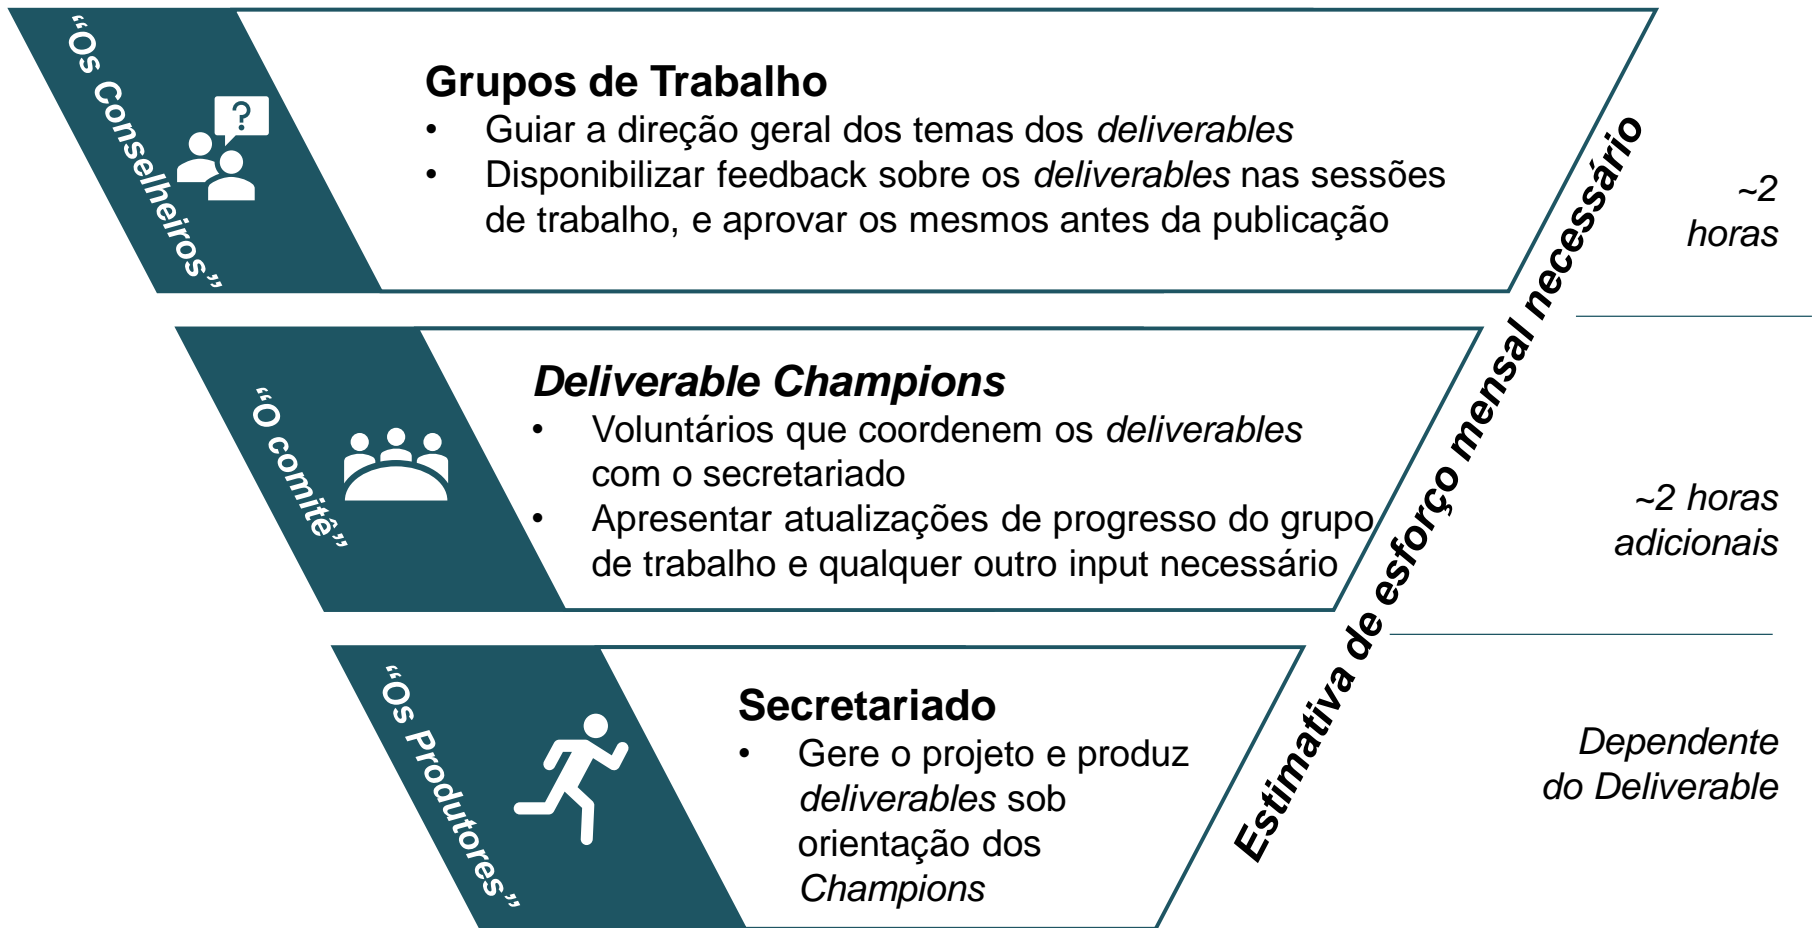 “Os Conselheiros”
?
Grupos de Trabalho
• Guiar a direção geral dos temas dos deliverables
• Disponibilizar feedback sobre os deliverables nas sessões
de trabalho, e aprovar os mesmos antes da publicação
~2
horas
“O comitê”
Deliverable Champions
• Voluntários que coordenem os deliverables
com o secretariado
• Apresentar atualizações de progresso do grupo
de trabalho e qualquer outro input necessário
~2 horas
adicionais
“Os Produtores”
Secretariado
• Gere o projeto e produz
deliverables sob
orientação dos
Champions
Dependente
do Deliverable
Estimativa de esforço mensal necessário